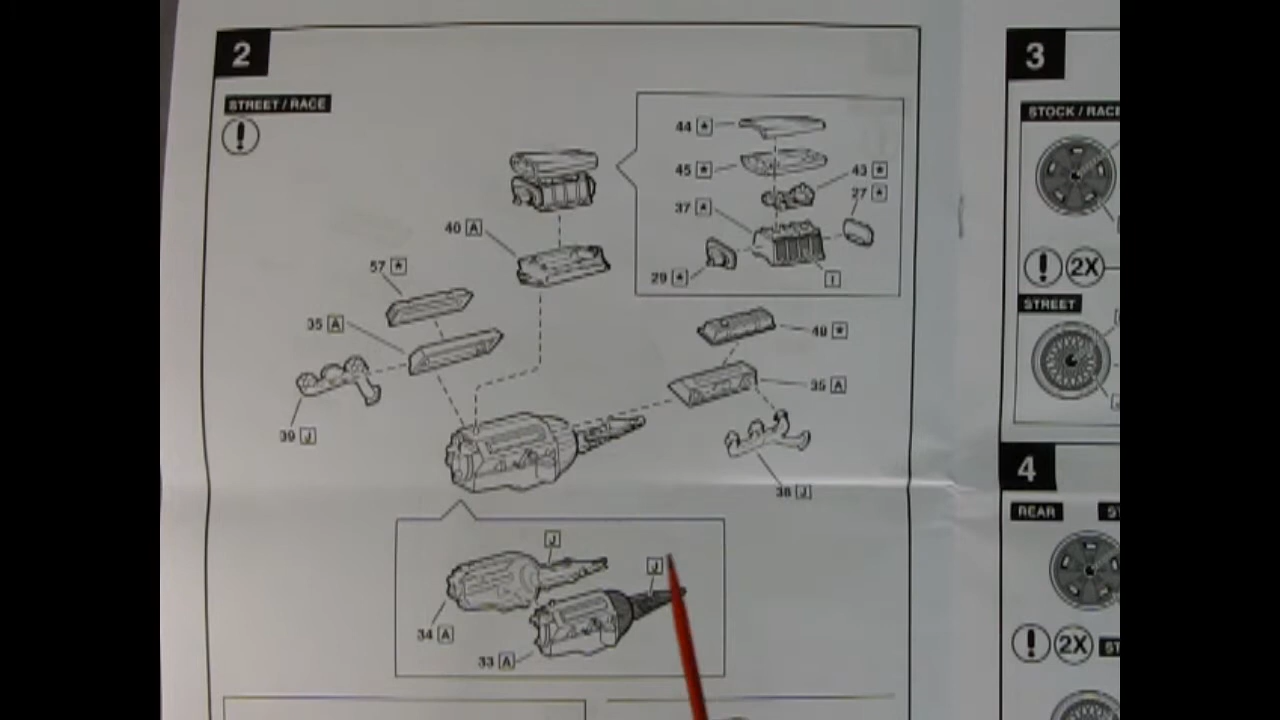 2
STREET / RACE
!
44 ★
45 ★
43 ★
27 ★
37 ★
29 ★
I
40 A
57 ★
35 A
39 J
49 ★
35 A
38 J
J
J
34 A
33 A
3
STOCK / RACE
! 2X
STREET
J
4
REAR
! 2X